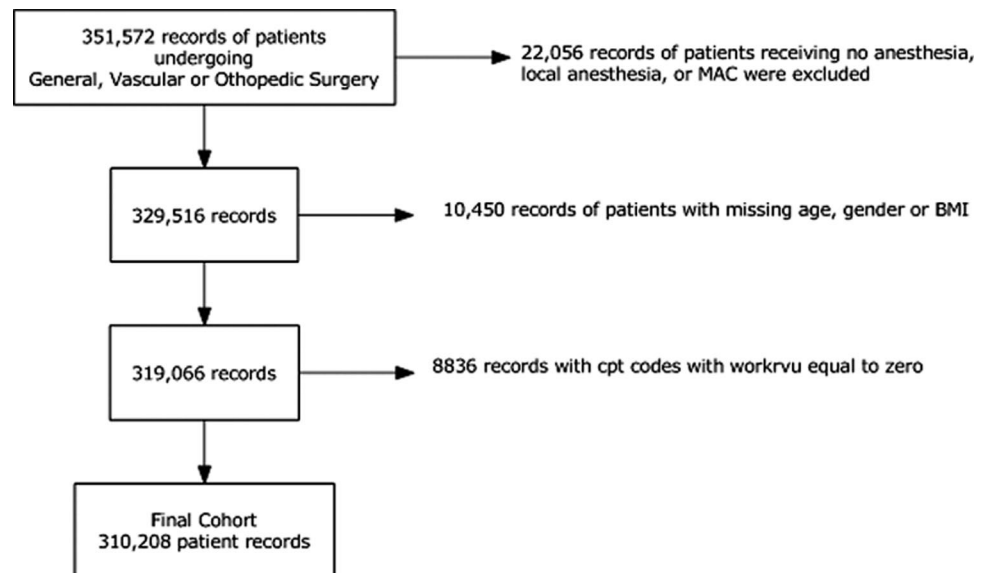 351,572 records of patients
undergoing
General, Vascular or Othopedic Surgery
22,056 records of patients receiving no anesthesia,
local anesthesia, or MAC were excluded
329,516 records
10,450 records of patients with missing age, gender or BMI
319,066 records
8836 records with cpt codes with workrvu equal to zero
Final Cohort
310,208 patient records